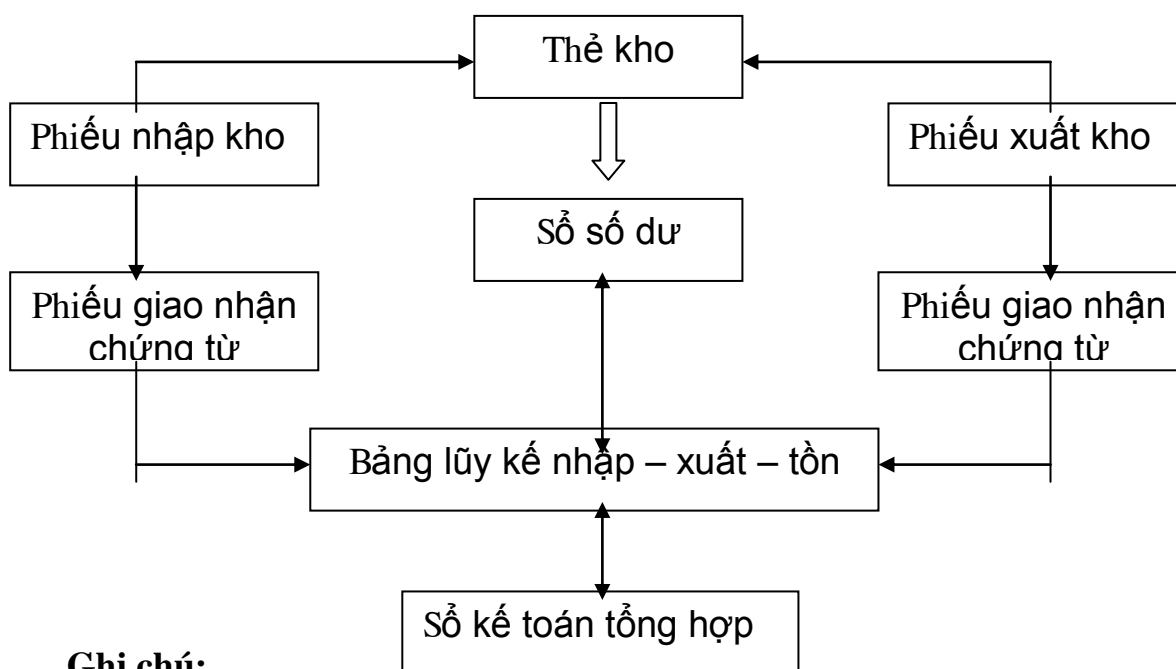 Thẻ kho
Phiếu nhập kho
Phiếu xuất kho
Sổ số dư
Phiếu giao nhận
chứng từ
Phiếu giao nhận
chứng từ
Bảng lũy kế nhập – xuất – tồn
Sổ kế toán tổng hợp
Ghi chú: